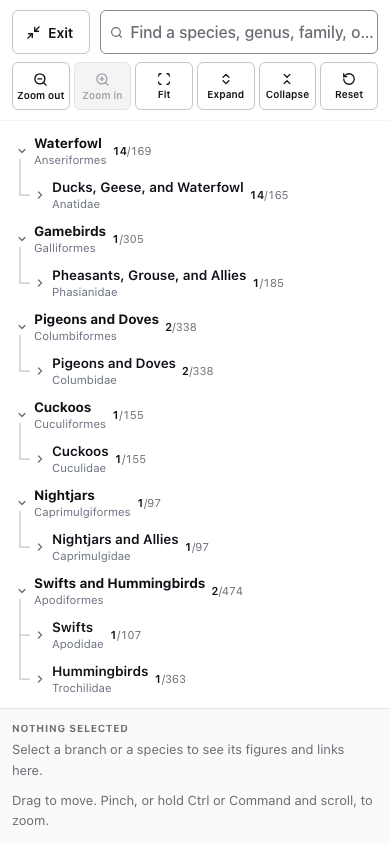 Exit
Find a species, genus, family, o...
Zoom out
Zoom in
Fit
Expand
Collapse
Reset
Waterfowl 14/169
Anseriformes
Ducks, Geese, and Waterfowl 14/165
Anatidae
Gamebirds 1/305
Galliformes
Pheasants, Grouse, and Allies 1/185
Phasianidae
Pigeons and Doves 2/338
Columbiformes
Pigeons and Doves 2/338
Columbidae
Cuckoos 1/155
Cuculiformes
Cuckoos 1/155
Cuculidae
Nightjars 1/97
Caprimulgiformes
Nightjars and Allies 1/97
Caprimulgidae
Swifts and Hummingbirds 2/474
Apodiformes
Swifts 1/107
Apodidae
Hummingbirds 1/363
Trochilidae
NOTHING SELECTED
Select a branch or a species to see its figures and links
here.
Drag to move. Pinch, or hold Ctrl or Command and scroll, to
zoom.